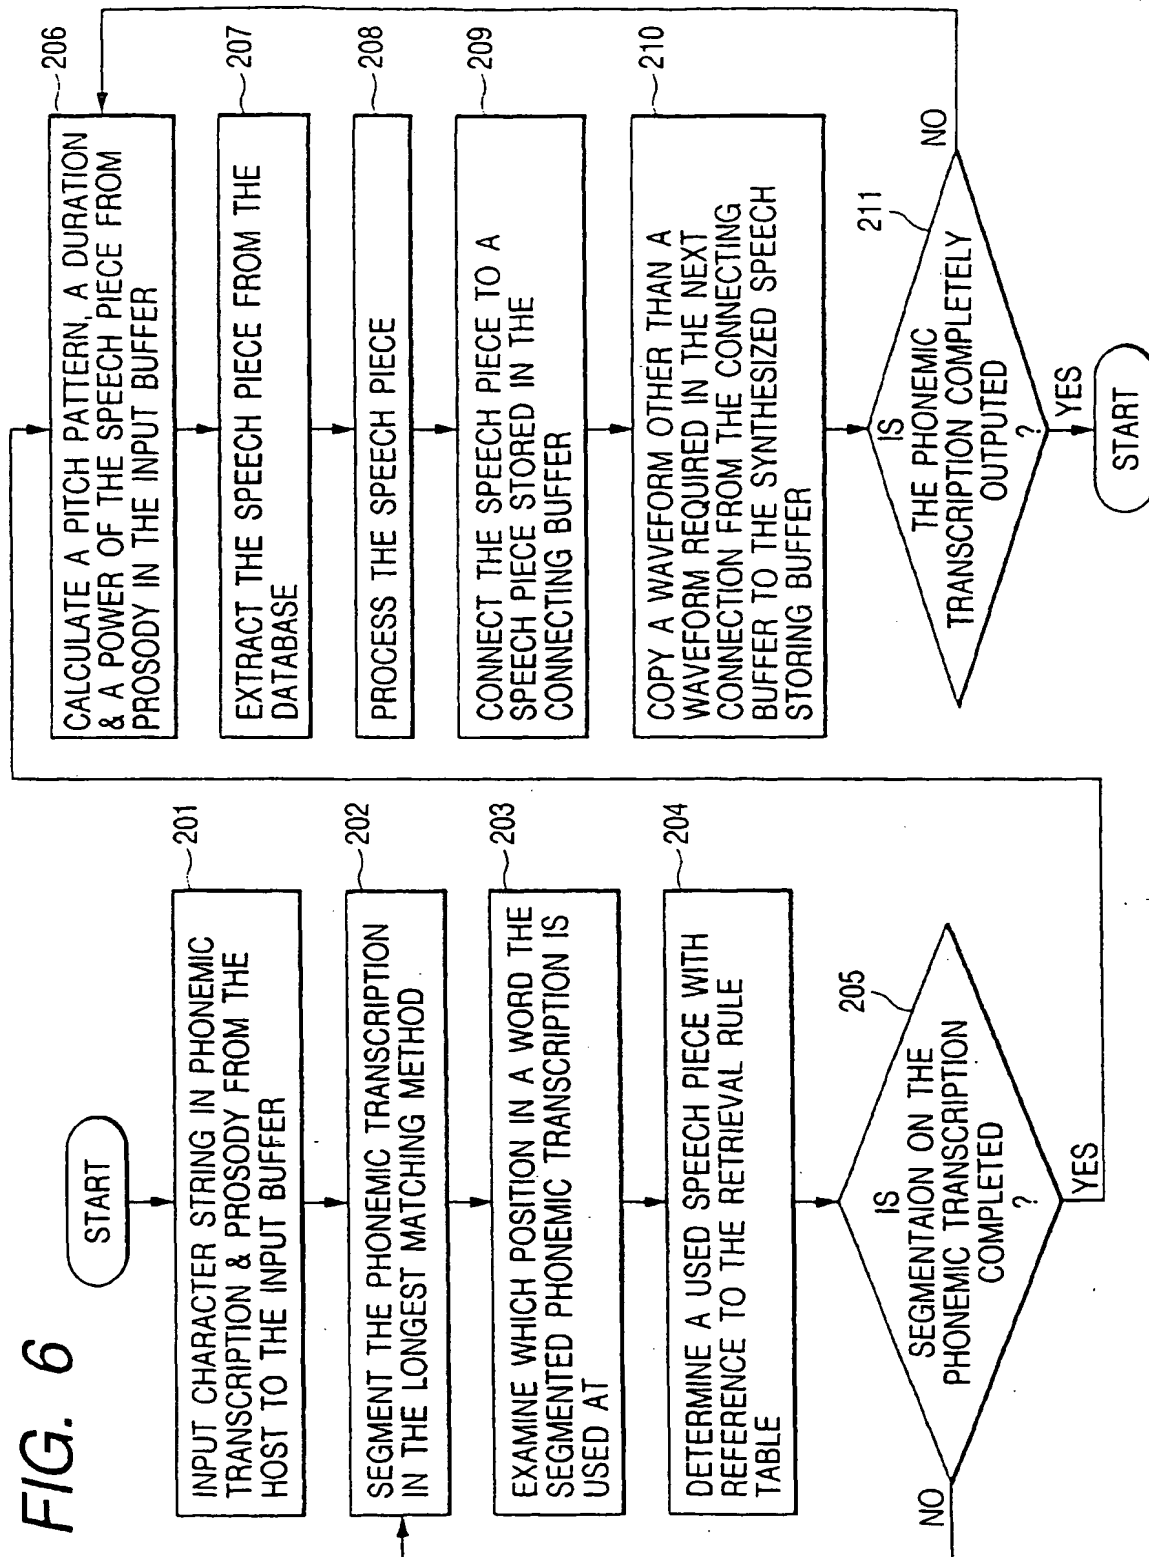 FIG. 6
START
201
INPUT CHARACTER STRING IN PHONEMIC
TRANSCRIPTION & PROSODY FROM THE
HOST TO THE INPUT BUFFER
202
SEGMENT THE PHONEMIC TRANSCRIPTION
IN THE LONGEST MATCHING METHOD
203
EXAMINE WHICH POSITION IN A WORD THE
SEGMENTED PHONEMIC TRANSCRIPTION IS
USED AT
204
DETERMINE A USED SPEECH PIECE WITH
REFERENCE TO THE RETRIEVAL RULE
TABLE
205
IS
SEGMENTAION ON THE
PHONEMIC TRANSCRIPTION
COMPLETED
?
NO
YES
206
CALCULATE A PITCH PATTERN, A DURATION
& A POWER OF THE SPEECH PIECE FROM
PROSODY IN THE INPUT BUFFER
207
EXTRACT THE SPEECH PIECE FROM THE
DATABASE
208
PROCESS THE SPEECH PIECE
209
CONNECT THE SPEECH PIECE TO A
SPEECH PIECE STORED IN THE
CONNECTING BUFFER
210
COPY A WAVEFORM OTHER THAN A
WAVEFORM REQUIRED IN THE NEXT
CONNECTION FROM THE CONNECTING
BUFFER TO THE SYNTHESIZED SPEECH
STORING BUFFER
211
IS
THE PHONEMIC
TRANSCRIPTION COMPLETELY
OUTPUTED
?
NO
YES
START